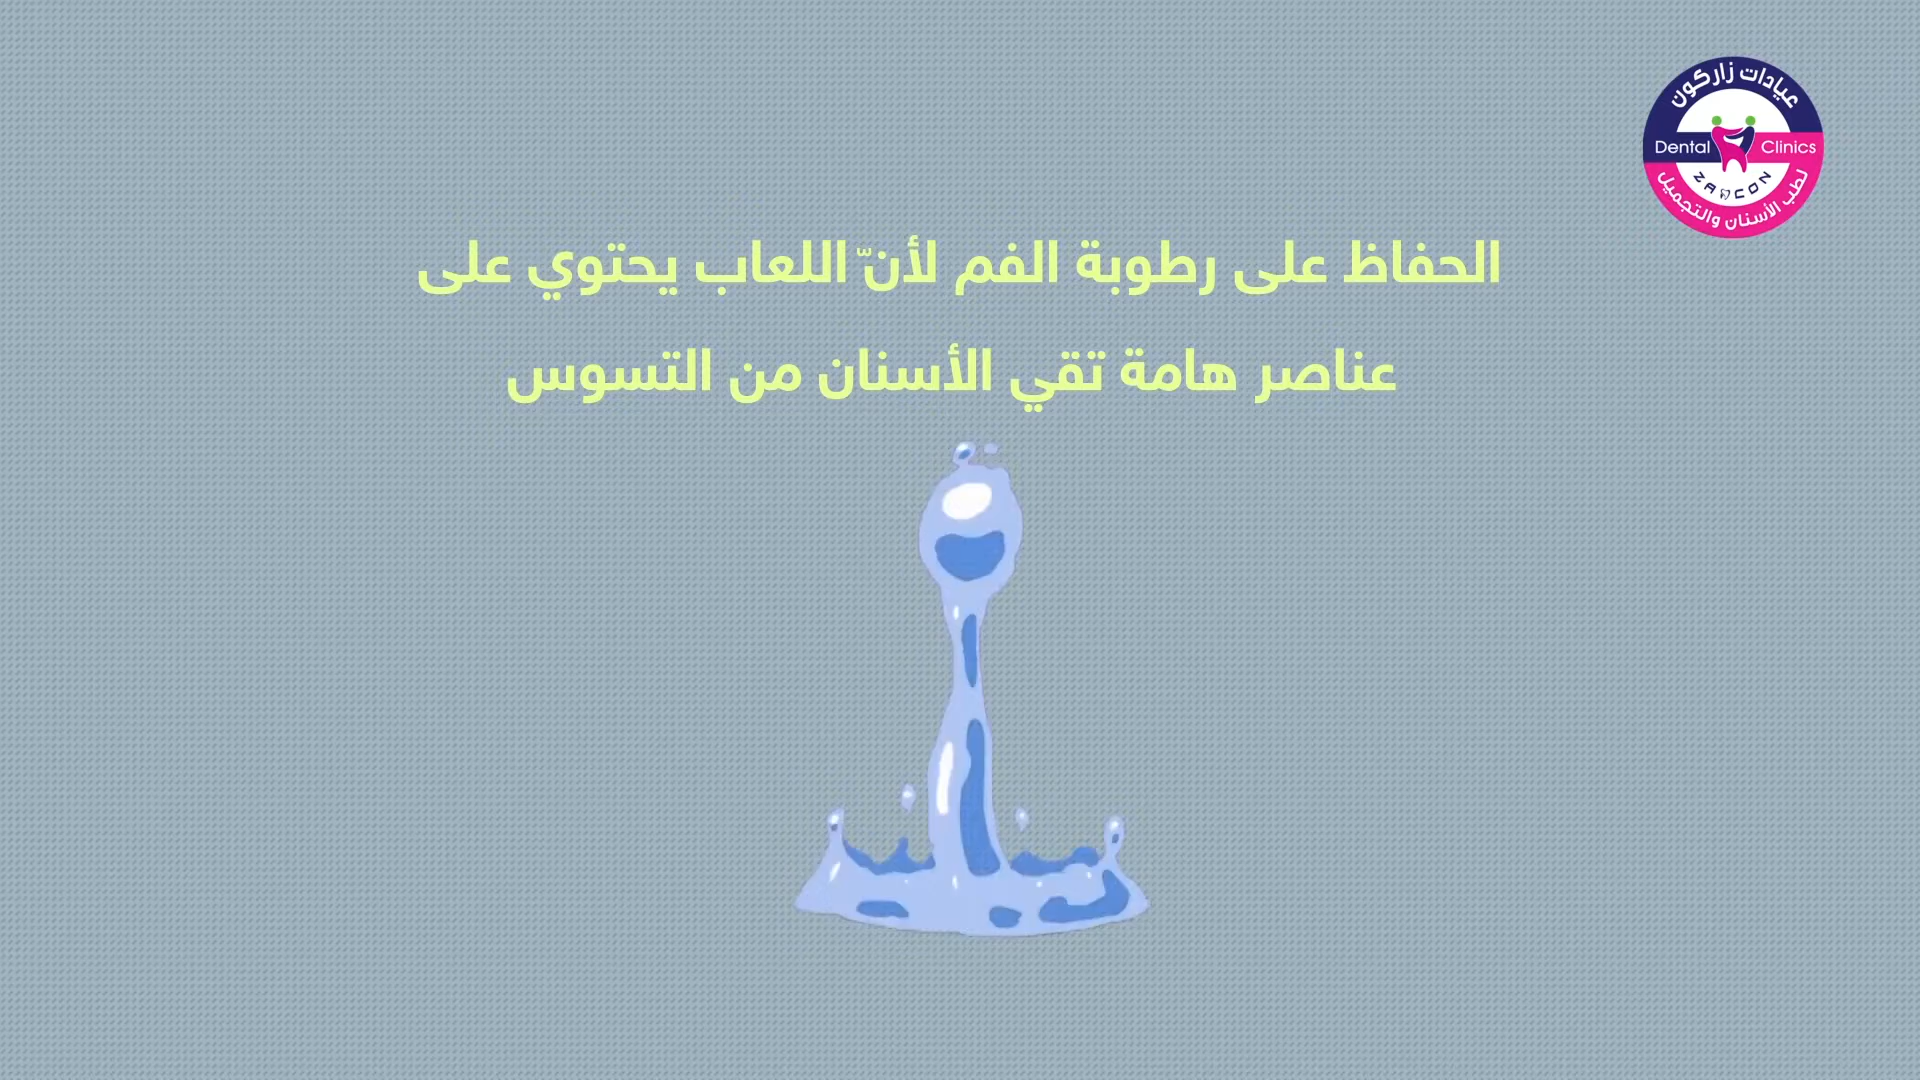 عيادات زاركون
Dental Clinics
ZARCON
لطب الأسنان والتجميل
الحفاظ على رطوبة الفم لأنّ اللعاب يحتوي على
عناصر هامة تقي الأسنان من التسوس